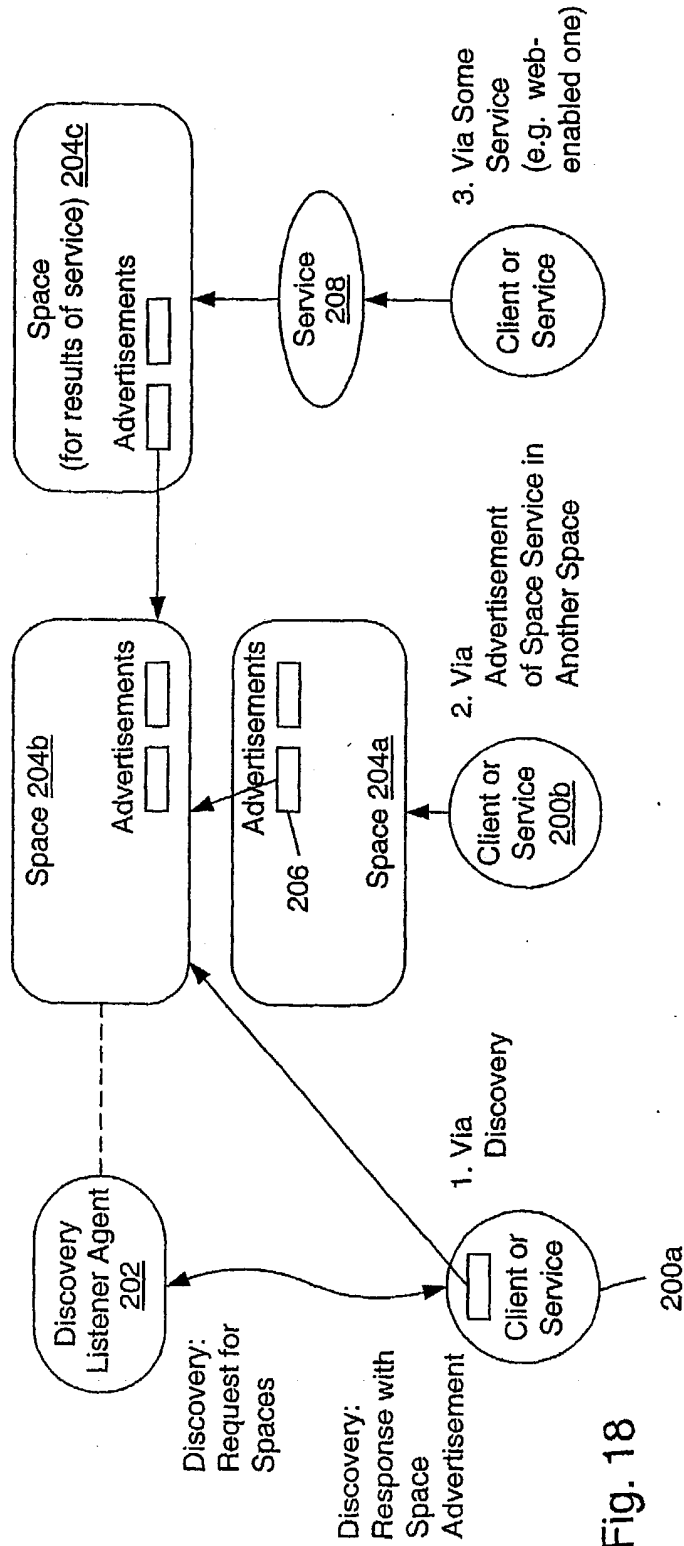 Discovery
Listener Agent
202
Discovery:
Request for
Spaces
Discovery:
Response with
Space
Advertisement
Client or
Service
200a
1. Via
Discovery
Space 204b
Advertisements
Advertisements
206
Space 204a
Client or
Service
200b
2. Via
Advertisement
of Space Service in
Another Space
Space
(for results of service) 204c
Advertisements
Service
208
Client or
Service
3. Via Some
Service
(e.g. web-
enabled one)
Fig. 18